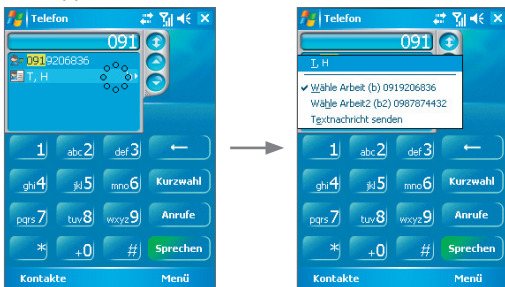 Telefon
091
0919206836
T, H
1 abc2 def3
ghi4 jkl5 mno6 Kurzwahl
pqrs7 tuv8 wxyz9 Anrufe
* +0 # Sprechen
Kontakte Menü
Telefon
091
T, H
Wähle Arbeit (b) 0919206836
Wähle Arbeit2 (b2) 0987874432
Textnachricht senden
1 abc2 def3
ghi4 jkl5 mno6 Kurzwahl
pqrs7 tuv8 wxyz9 Anrufe
* +0 # Sprechen
Kontakte Menü